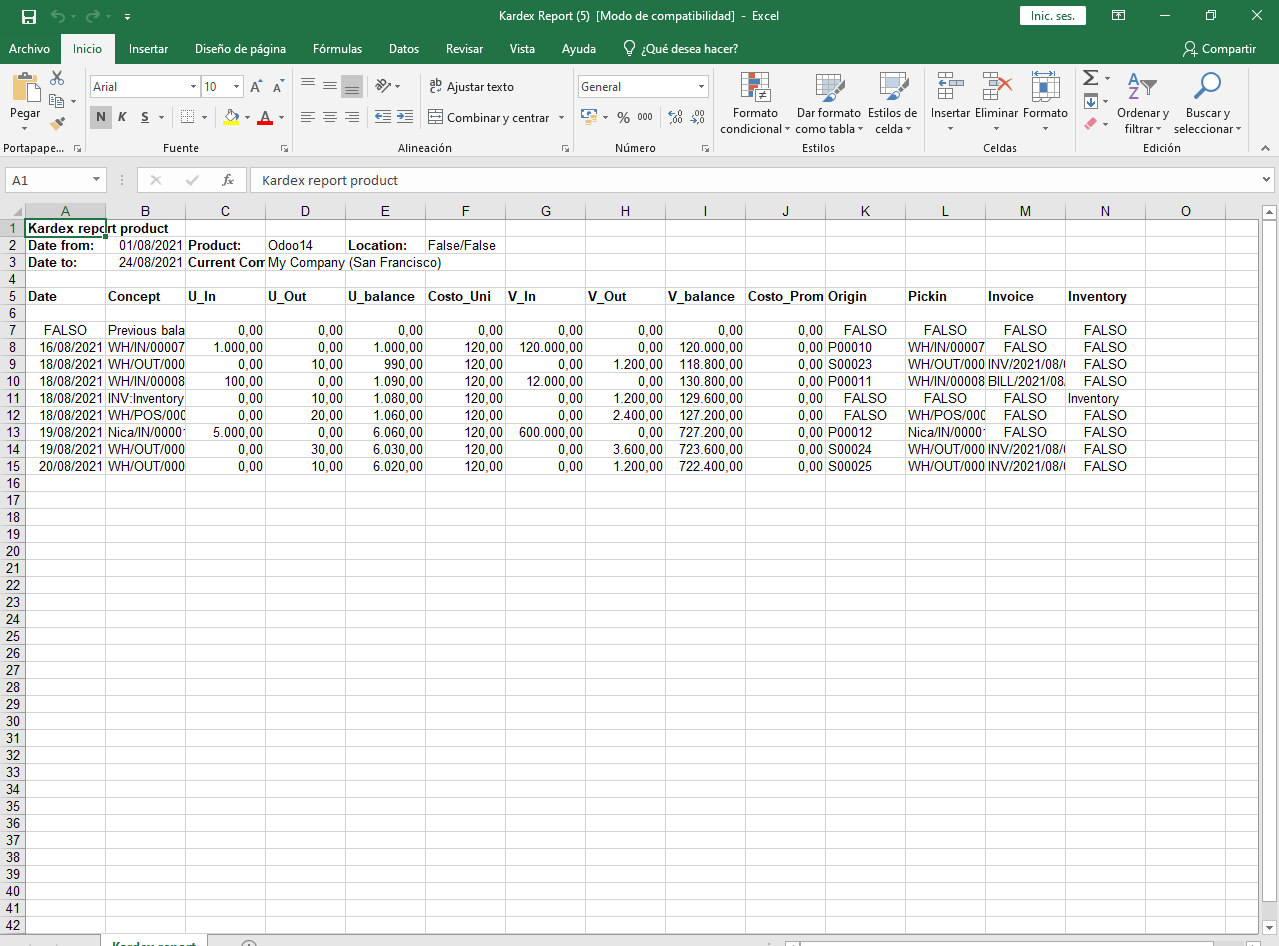 Kardex Report (5) [Modo de compatibilidad] - Excel
Inic. ses.
Archivo Inicio Insertar Diseño de página Fórmulas Datos Revisar Vista Ayuda ¿Qué desea hacer? Compartir
Arial 10 A A ab Ajustar texto General
Pegar N K S A Combinar y centrar % 000
Formato condicional
Dar formato como tabla
Estilos de celda
Insertar Eliminar Formato
Ordenar y filtrar
Buscar y seleccionar
Portapape... Fuente Alineación Número Estilos Celdas Edición
A1 fx Kardex report product
A B C D E F G H I J K L M N O
1 Kardex report product
2 Date from: 01/08/2021 Product: Odoo14 Location: False/False
3 Date to: 24/08/2021 Current Com My Company (San Francisco)
4
5 Date Concept U_In U_Out U_balance Costo_Uni V_In V_Out V_balance Costo_Prom Origin Pickin Invoice Inventory
6
7 FALSO Previous bala 0,00 0,00 0,00 0,00 0,00 0,00 0,00 0,00 FALSO FALSO FALSO FALSO
8 16/08/2021 WH/IN/00007 1.000,00 0,00 1.000,00 120,00 120.000,00 0,00 120.000,00 0,00 P00010 WH/IN/00007 FALSO FALSO
9 18/08/2021 WH/OUT/000 0,00 10,00 990,00 120,00 0,00 1.200,00 118.800,00 0,00 S00023 WH/OUT/000 INV/2021/08/ FALSO
10 18/08/2021 WH/IN/00008 100,00 0,00 1.090,00 120,00 12.000,00 0,00 130.800,00 0,00 P00011 WH/IN/00008 BILL/2021/08 FALSO
11 18/08/2021 INV:Inventory 0,00 10,00 1.080,00 120,00 0,00 1.200,00 129.600,00 0,00 FALSO FALSO FALSO Inventory
12 18/08/2021 WH/POS/000 0,00 20,00 1.060,00 120,00 0,00 2.400,00 127.200,00 0,00 FALSO WH/POS/000 FALSO FALSO
13 19/08/2021 Nica/IN/0000 5.000,00 0,00 6.060,00 120,00 600.000,00 0,00 727.200,00 0,00 P00012 Nica/IN/0000 FALSO FALSO
14 19/08/2021 WH/OUT/000 0,00 30,00 6.030,00 120,00 0,00 3.600,00 723.600,00 0,00 S00024 WH/OUT/000 INV/2021/08/ FALSO
15 20/08/2021 WH/OUT/000 0,00 10,00 6.020,00 120,00 0,00 1.200,00 722.400,00 0,00 S00025 WH/OUT/000 INV/2021/08/ FALSO
16
17
18
19
20
21
22
23
24
25
26
27
28
29
30
31
32
33
34
35
36
37
38
39
40
41
42
Kardex report